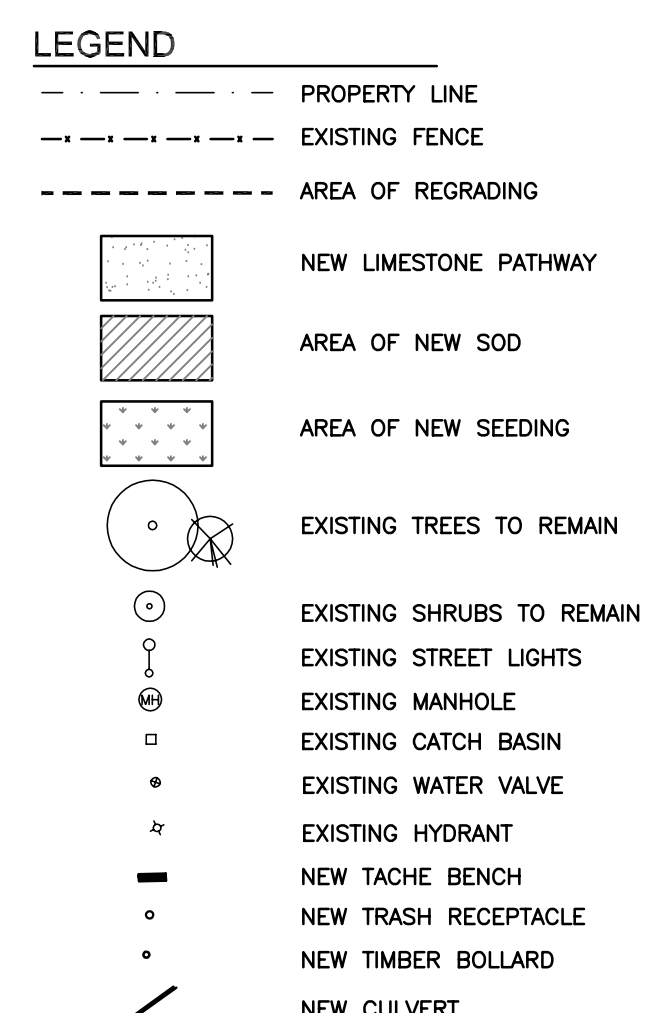 LEGEND
PROPERTY LINE
EXISTING FENCE
AREA OF REGRADING
NEW LIMESTONE PATHWAY
AREA OF NEW SOD
AREA OF NEW SEEDING
EXISTING TREES TO REMAIN
EXISTING SHRUBS TO REMAIN
EXISTING STREET LIGHTS
MH EXISTING MANHOLE
EXISTING CATCH BASIN
EXISTING WATER VALVE
EXISTING HYDRANT
NEW TACHE BENCH
NEW TRASH RECEPTACLE
NEW TIMBER BOLLARD
NEW CULVERT